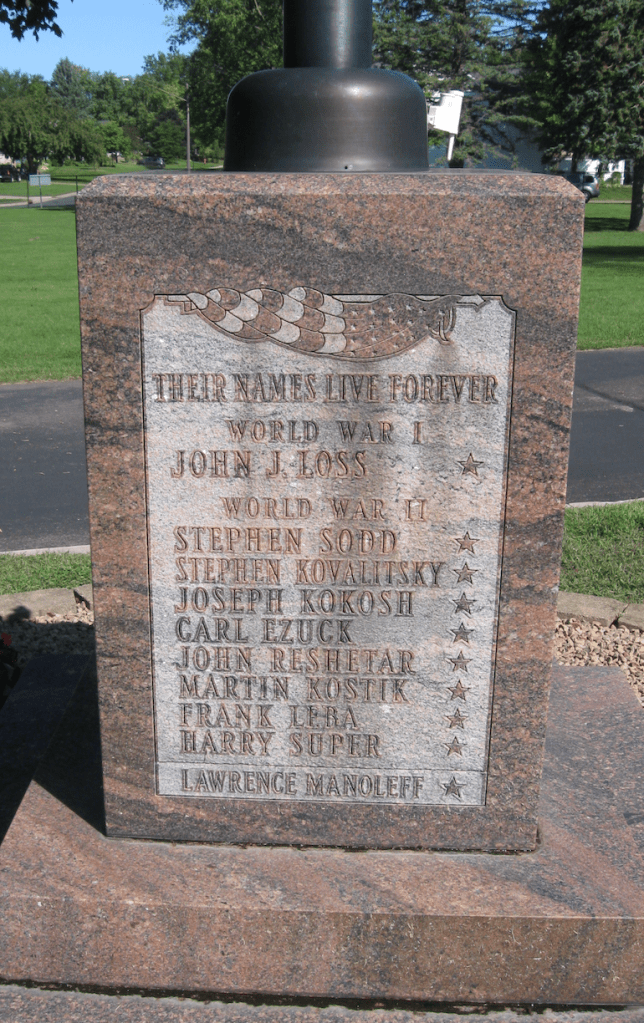 THEIR NAMES LIVE FOREVER
WORLD WAR I
JOHN J. LOSS
WORLD WAR II
STEPHEN SODD
STEPHEN KOVALITSKY
JOSEPH KOKOSH
CARL EZUCK
JOHN RESHETAR
MARTIN KOSTIK
FRANK LEBA
HARRY SUPER
LAWRENCE MANOLEFF